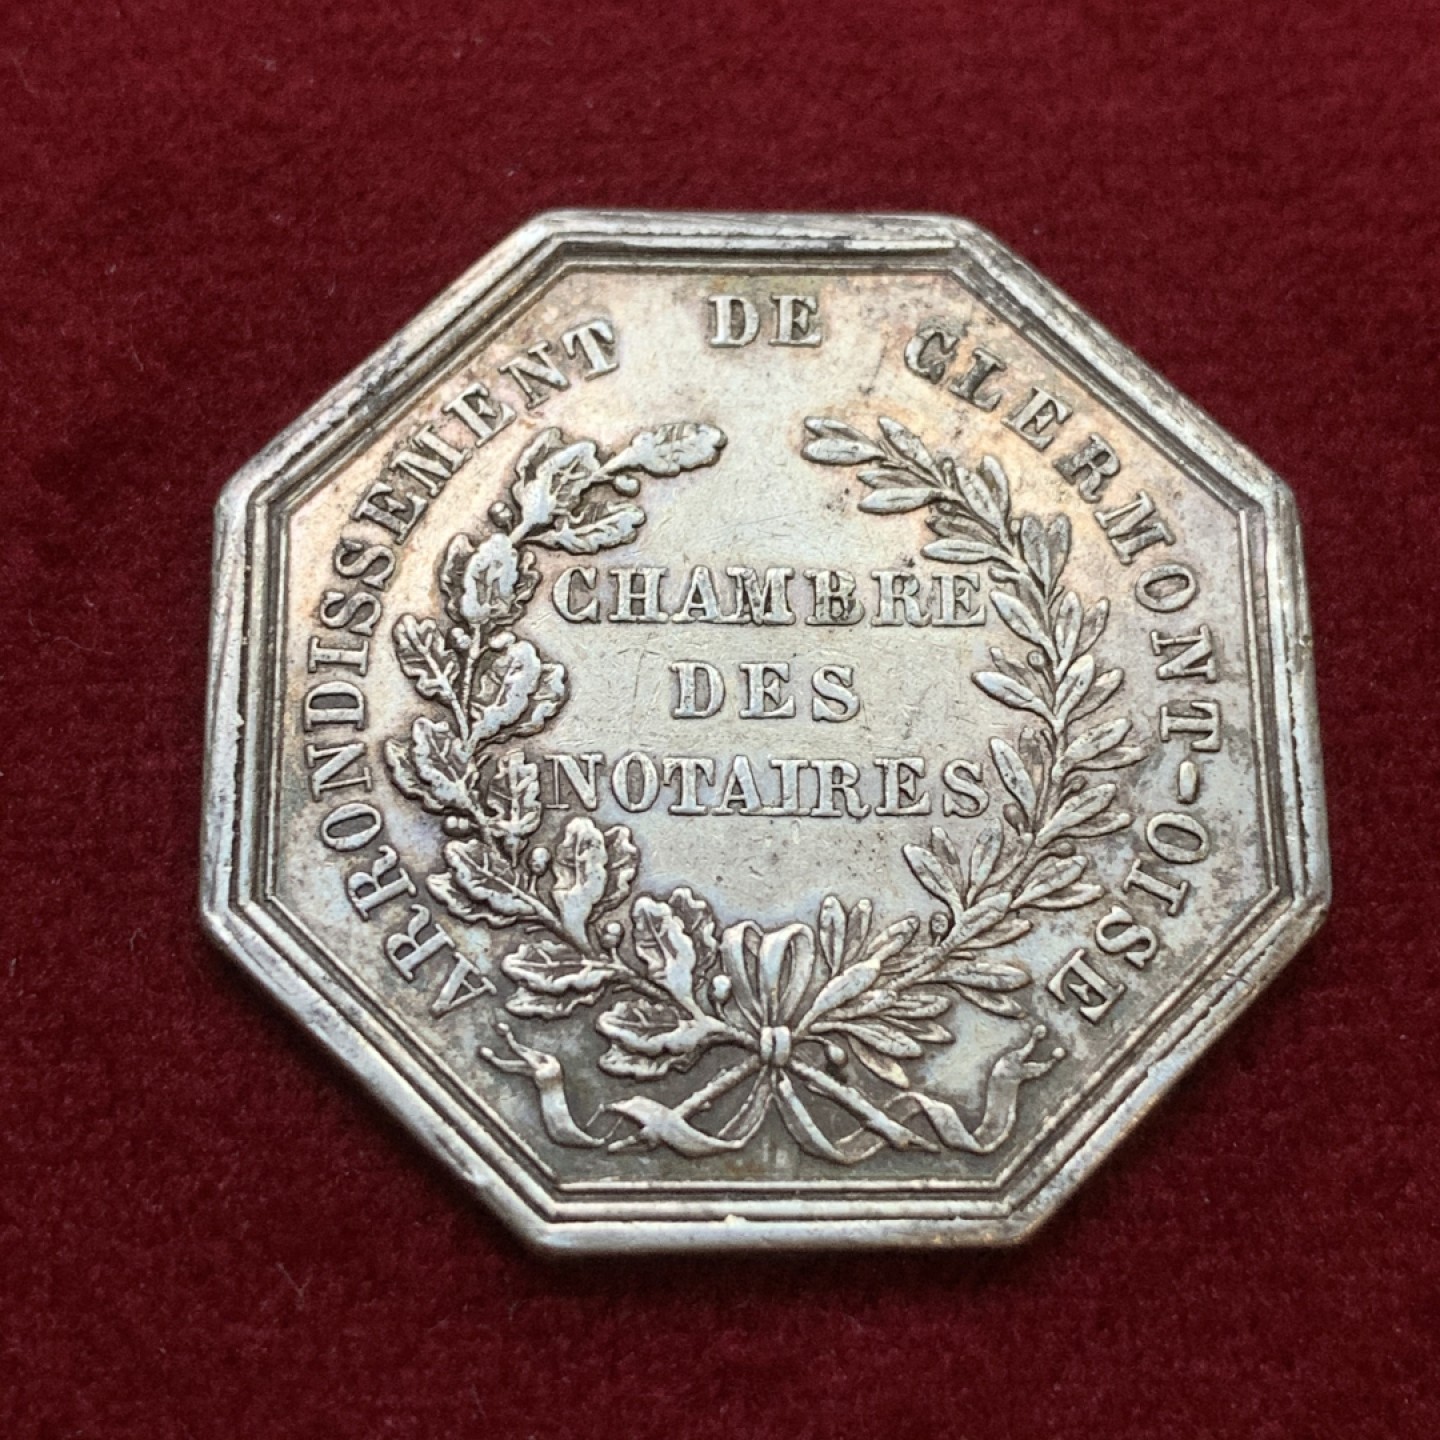 ARRONDISSEMENT DE CLERMONT-OISE
CHAMBRE
DES
NOTAIRES